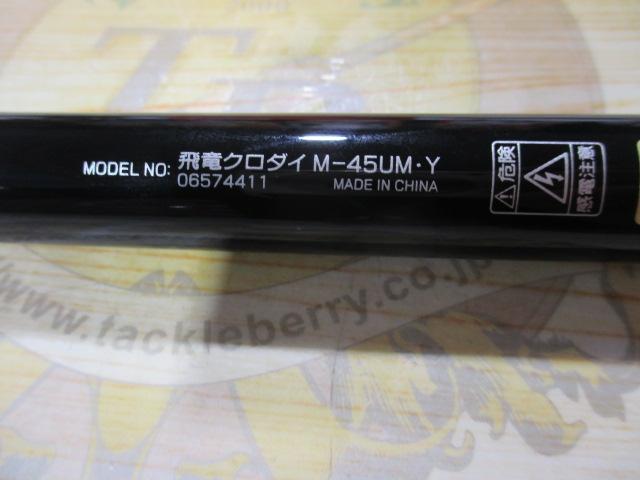 MODEL NO: 飛竜クロダイ M-45UM·Y
06574411 MADE IN CHINA
危険
感電注意
www.tackleberry.co.jp